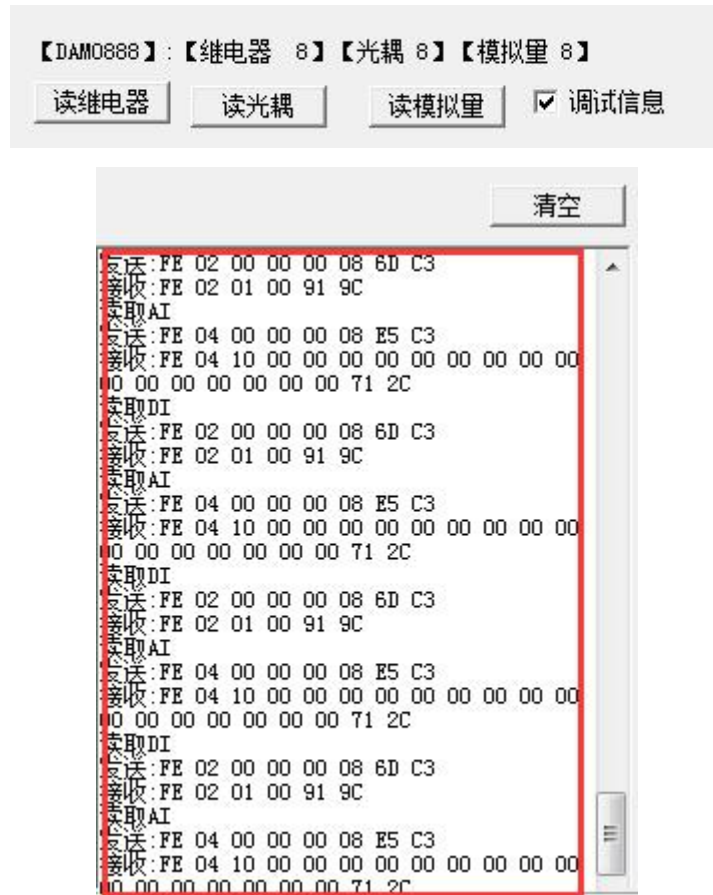 【DAM0888】:【继电器 8】【光耦 8】【模拟量 8】
读继电器 读光耦 读模拟量 调试信息
清空
发送:FE 02 00 00 00 08 6D C3
接收:FE 02 01 00 91 9C
读取AI
发送:FE 04 00 00 00 08 E5 C3
接收:FE 04 10 00 00 00 00 00 00 00 00 00
00 00 00 00 00 00 00 71 2C
读取DI
发送:FE 02 00 00 00 08 6D C3
接收:FE 02 01 00 91 9C
读取AI
发送:FE 04 00 00 00 08 E5 C3
接收:FE 04 10 00 00 00 00 00 00 00 00 00
00 00 00 00 00 00 00 71 2C
读取DI
发送:FE 02 00 00 00 08 6D C3
接收:FE 02 01 00 91 9C
读取AI
发送:FE 04 00 00 00 08 E5 C3
接收:FE 04 10 00 00 00 00 00 00 00 00 00
00 00 00 00 00 00 00 71 2C
读取DI
发送:FE 02 00 00 00 08 6D C3
接收:FE 02 01 00 91 9C
读取AI
发送:FE 04 00 00 00 08 E5 C3
接收:FE 04 10 00 00 00 00 00 00 00 00 00
00 00 00 00 00 00 00 71 2C